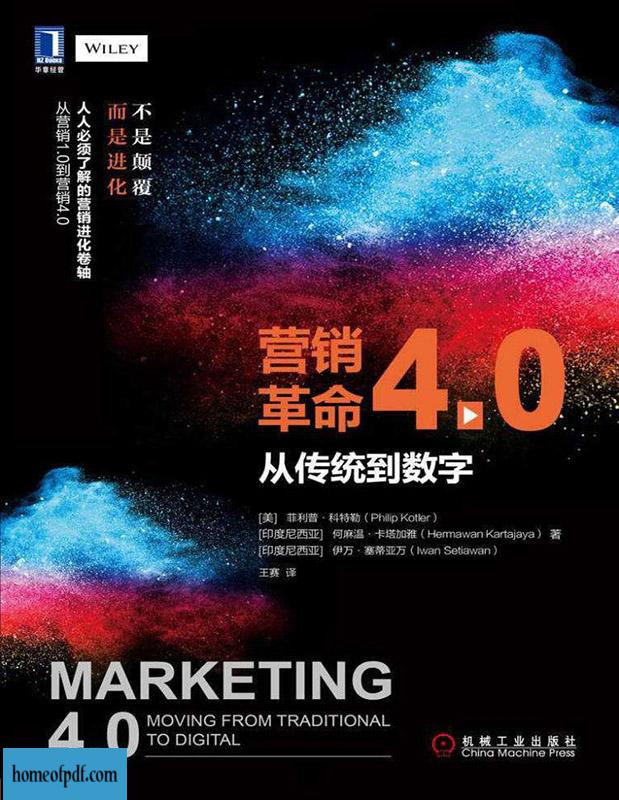 HZ Books
华章经管
WILEY
不是颠覆
而是进化
人人必须了解的营销进化卷轴
从营销1.0到营销4.0
营销
革命
4.0
从传统到数字
[美] 菲利普·科特勒（Philip Kotler）
[印度尼西亚] 何麻温·卡塔加雅（Hermawan Kartajaya） 著
[印度尼西亚] 伊万·塞蒂亚万（Iwan Setiawan）
王赛 译
MARKETING
4.0
MOVING FROM TRADITIONAL
TO DIGITAL
机械工业出版社
China Machine Press
homeofpdf.com